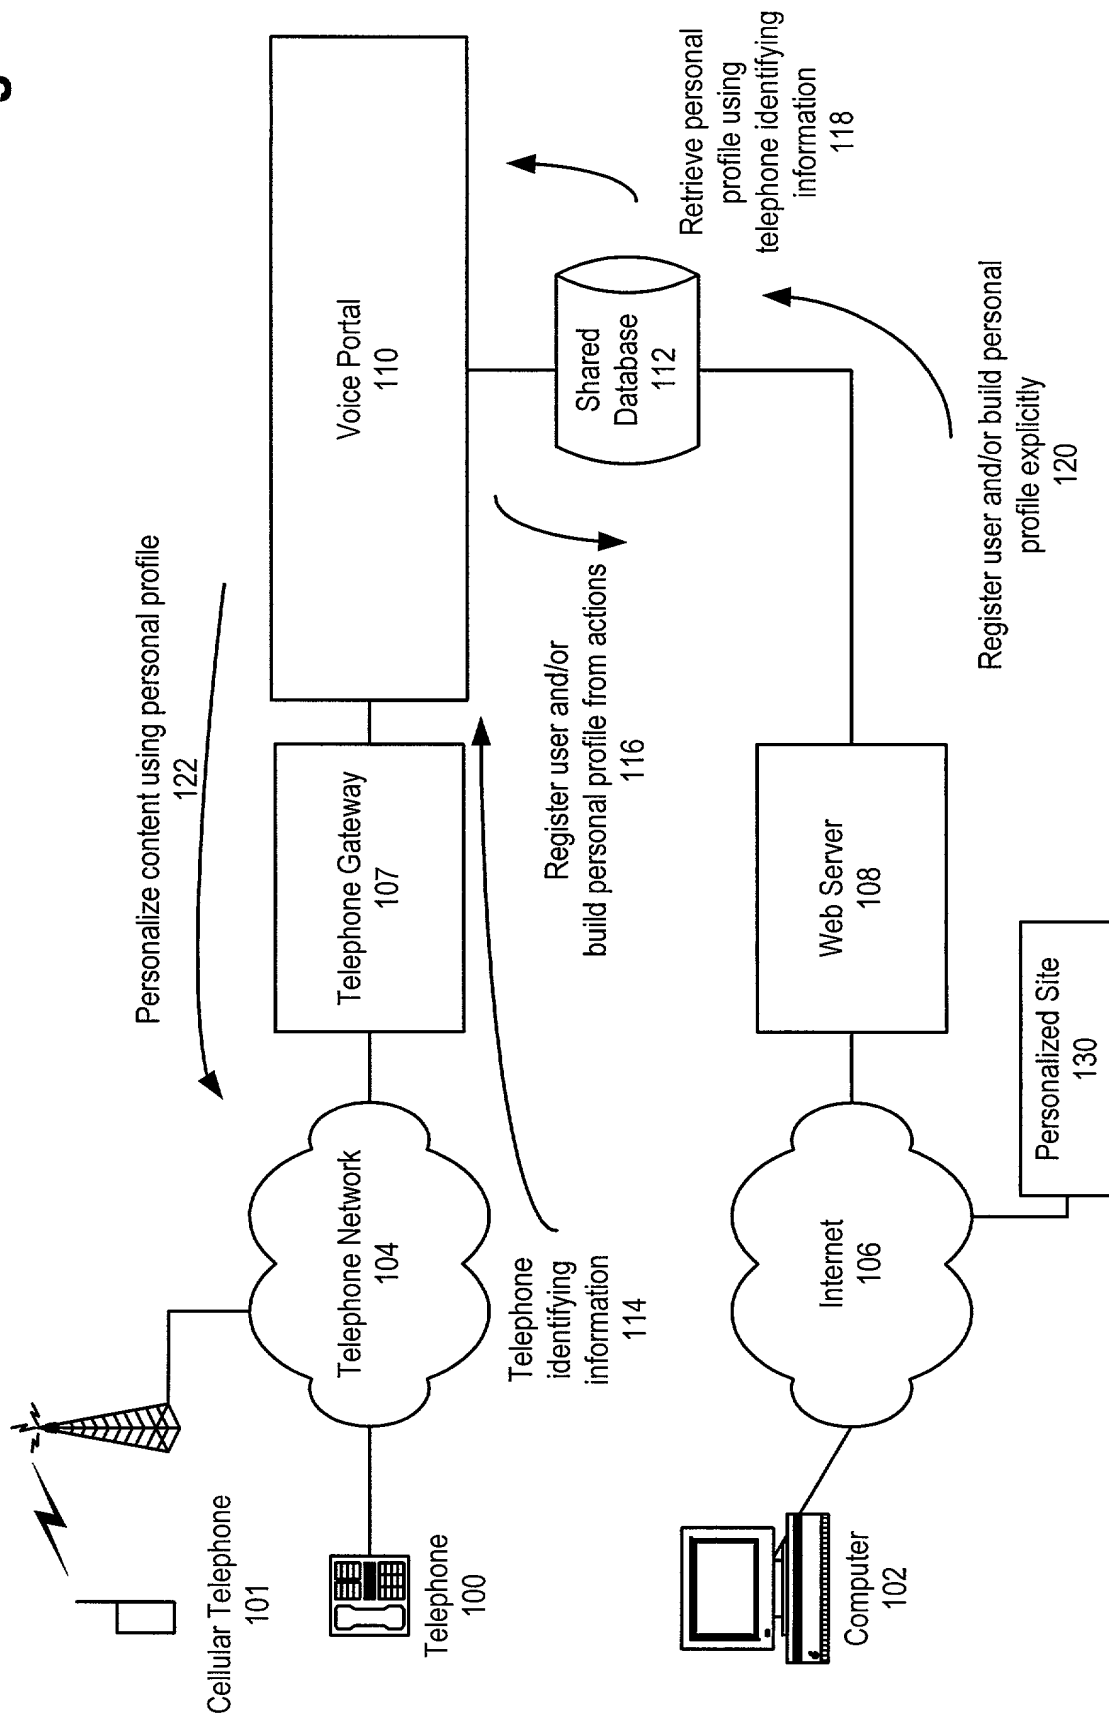 Personalize content using personal profile
122
Cellular Telephone
101
Telephone
100
Telephone Network
104
Telephone Gateway
107
Voice Portal
110
Telephone
identifying
information
114
Register user and/or
build personal profile from actions
116
Shared
Database
112
Retrieve personal
profile using
telephone identifying
information
118
Computer
102
Internet
106
Web Server
108
Personalized Site
130
Register user and/or build personal
profile explicitly
120